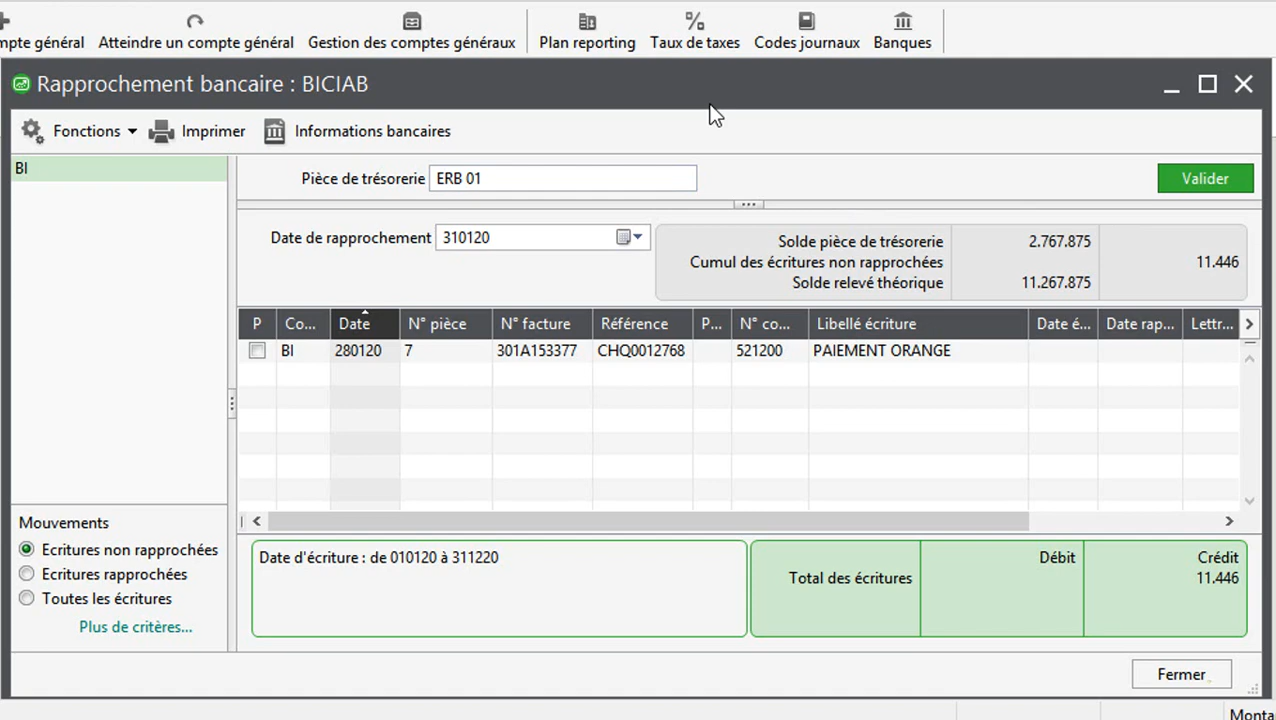 mpte général Atteindre un compte général Gestion des comptes généraux Plan reporting Taux de taxes Codes journaux Banques
Rapprochement bancaire : BICIAB
Fonctions Imprimer Informations bancaires
BI
Pièce de trésorerie ERB 01 Valider
Date de rapprochement 310120
Solde pièce de trésorerie 2.767.875
Cumul des écritures non rapprochées 11.446
Solde relevé théorique 11.267.875
P Co... Date N° pièce N° facture Référence P... N° co... Libellé écriture Date é... Date rap... Lettr...
BI 280120 7 301A153377 CHQ0012768 521200 PAIEMENT ORANGE
Mouvements
Ecritures non rapprochées
Ecritures rapprochées
Toutes les écritures
Plus de critères...
Date d'écriture : de 010120 à 311220
Débit Crédit
Total des écritures 11.446
Fermer
Monta